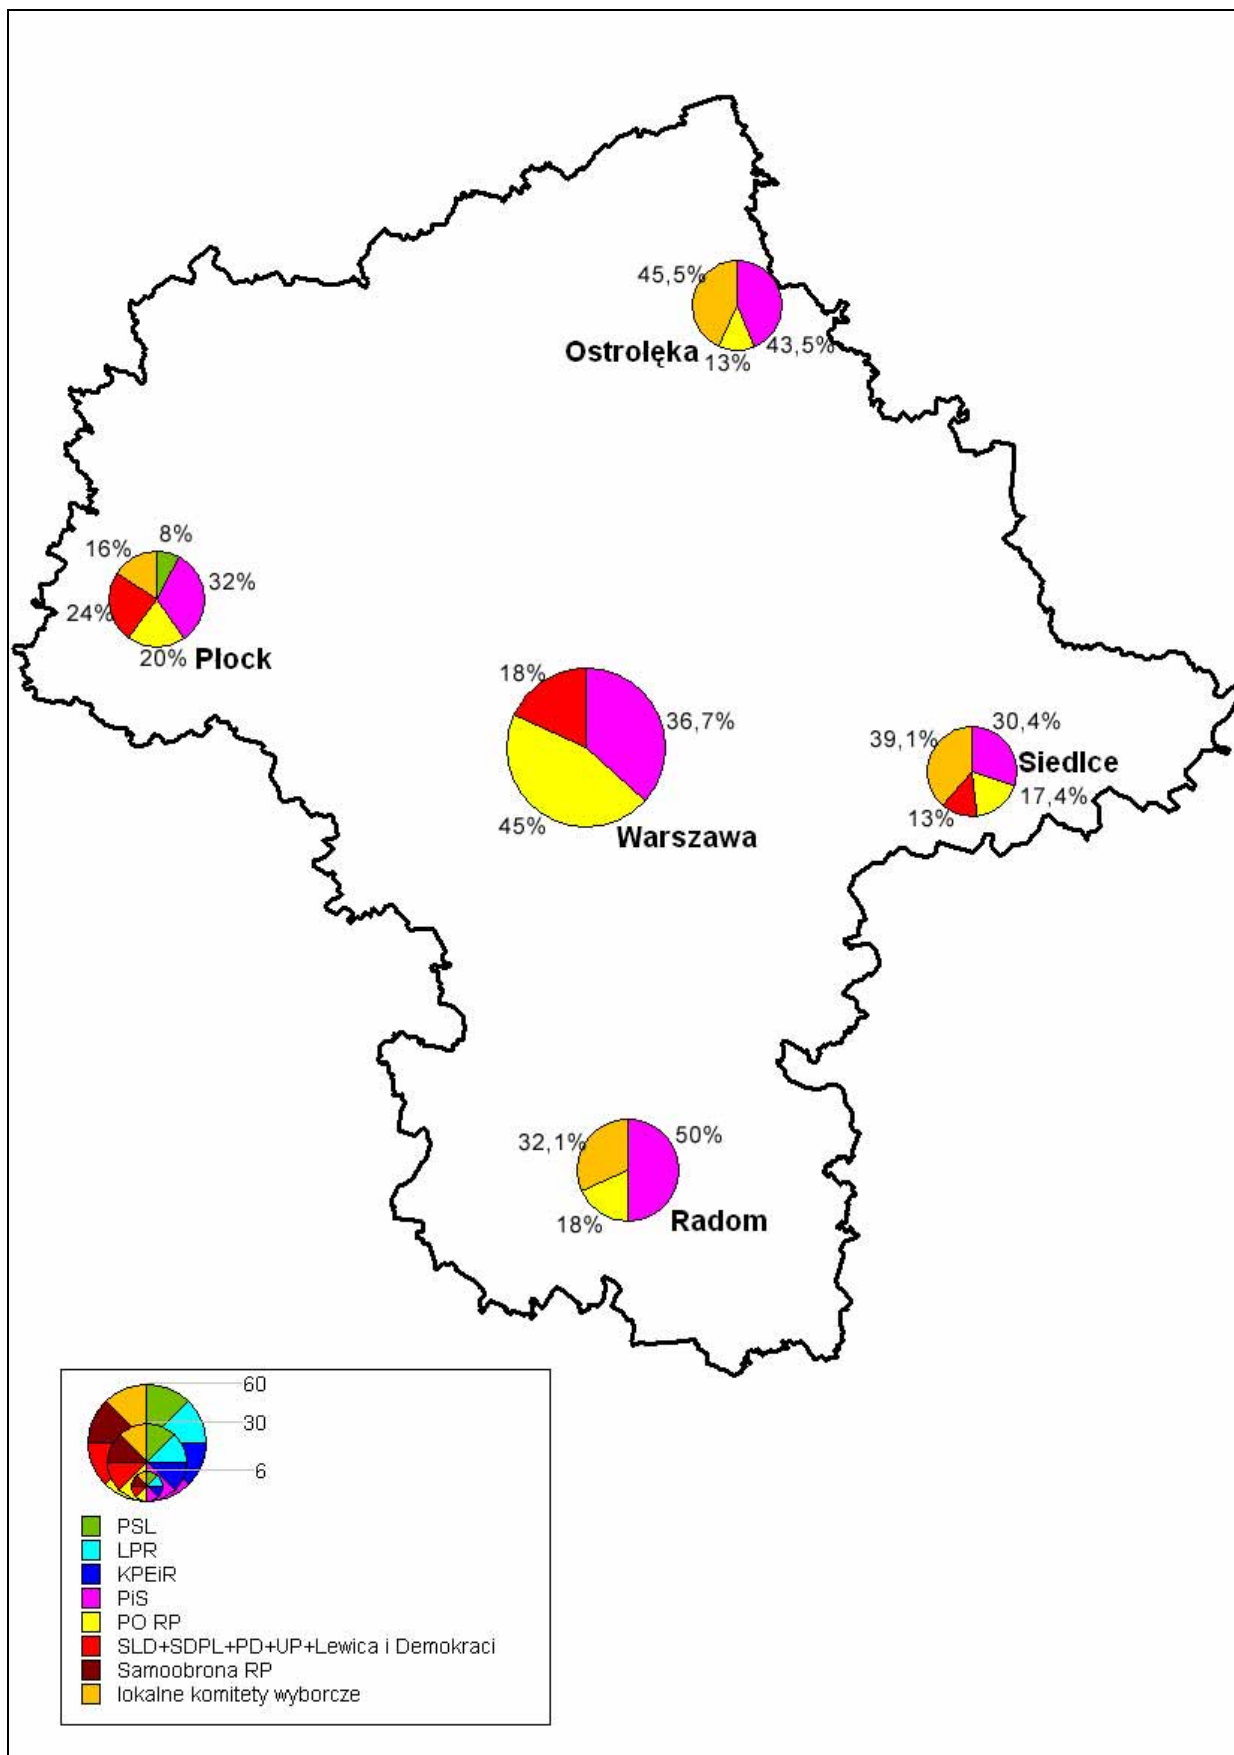 45,5%
43,5%
Ostrolęka
13%
8%
16%
32%
24%
20%
Płock
18%
36,7%
45%
Warszawa
30,4%
39,1%
Siedlce
17,4%
13%
32,1%
50%
18%
Radom
60
30
6
PSL
LPR
KPEiR
PiS
PO RP
SLD+SDPL+PD+UP+Lewica i Demokraci
Samoobrona RP
lokalne komitety wyborcze